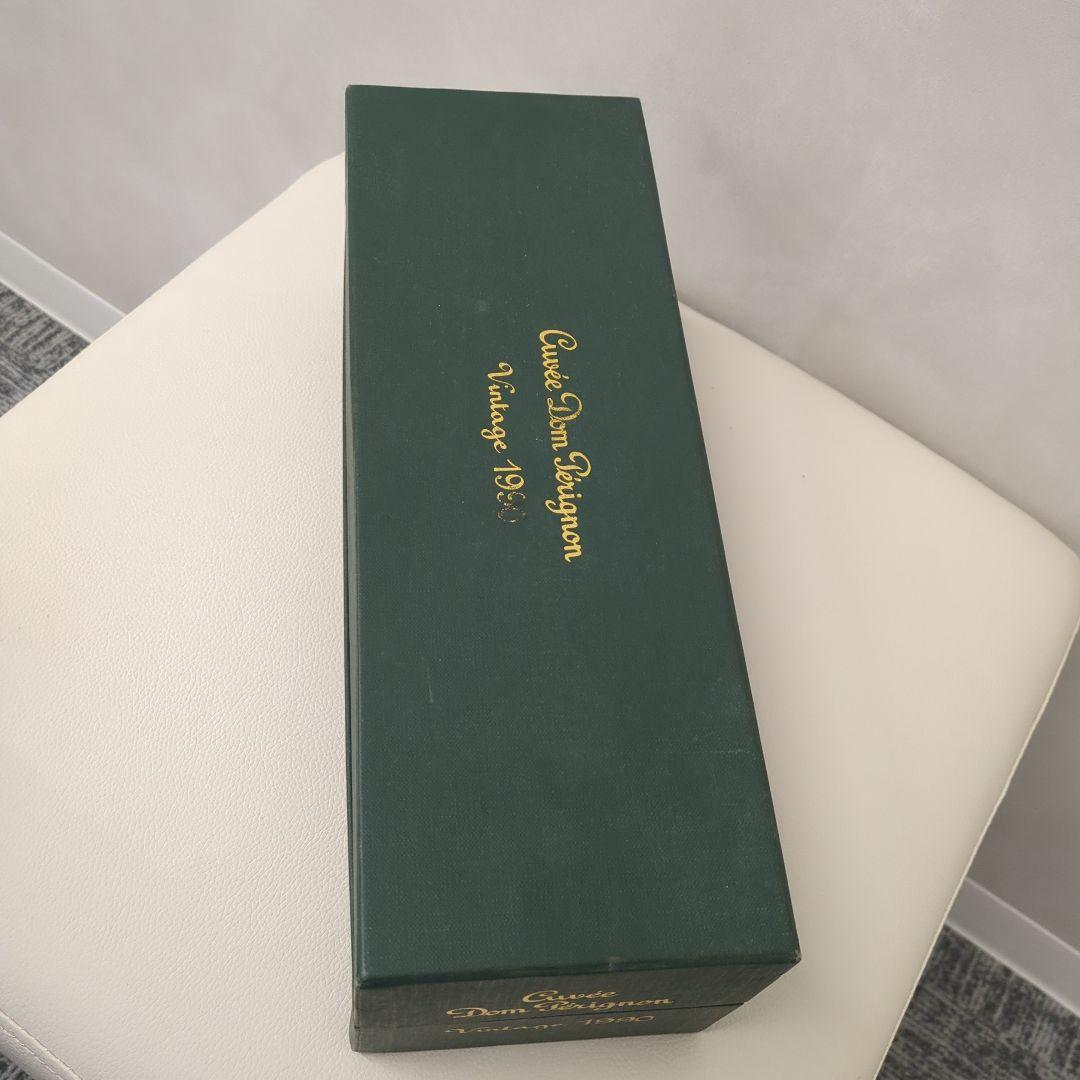 Cuvée Dom Pérignon
Vintage 1990
Cuvée
Dom Pérignon
Vintage 1990